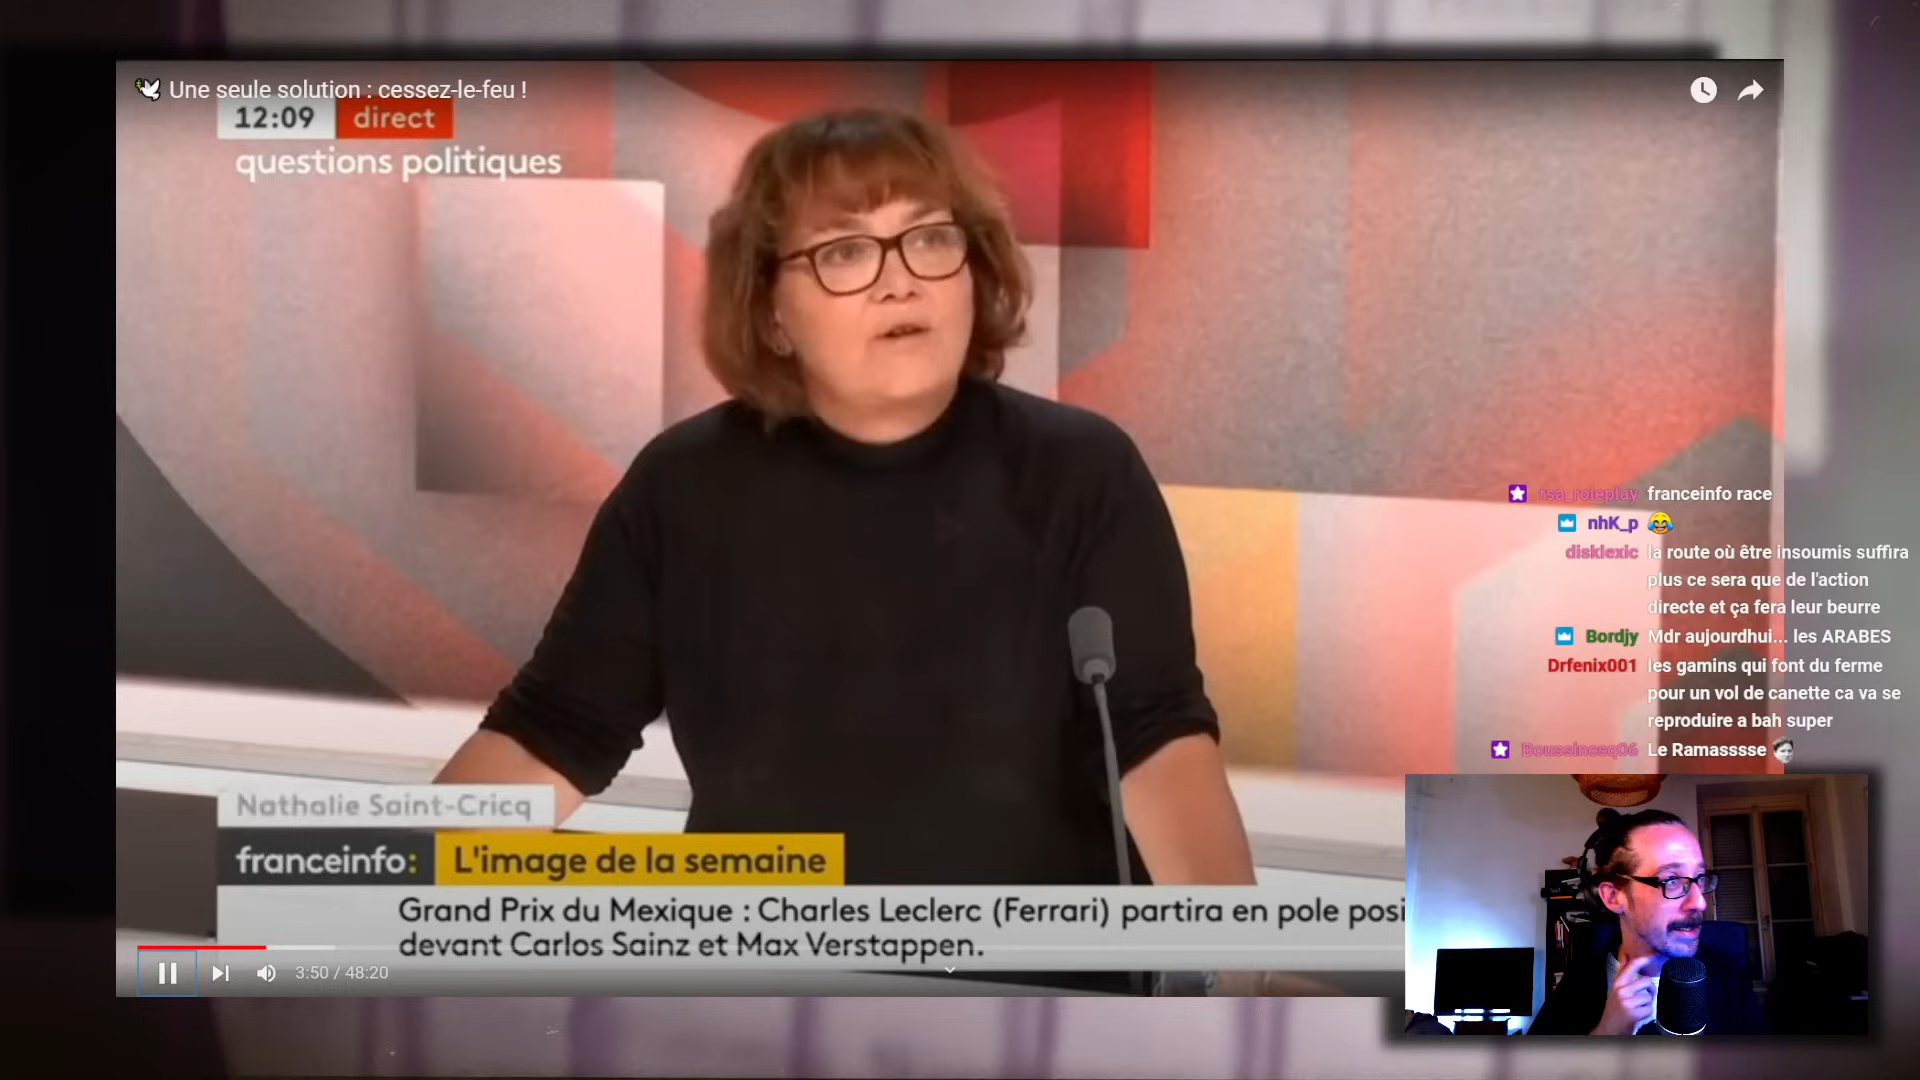 Une seule solution : cessez-le-feu !
12:09 direct
questions politiques
rsa_roleplay franceinfo race
nhK_p
disklexic la route où être insoumis suffira
plus ce sera que de l'action
directe et ça fera leur beurre
Bordjy Mdr aujourdhui... les ARABES
Drfenix001 les gamins qui font du ferme
pour un vol de canette ca va se
reproduire a bah super
Boussinesq06 Le Ramasssse
Nathalie Saint-Cricq
franceinfo: L'image de la semaine
Grand Prix du Mexique : Charles Leclerc (Ferrari) partira en pole posi
devant Carlos Sainz et Max Verstappen.
3:50 / 48:20